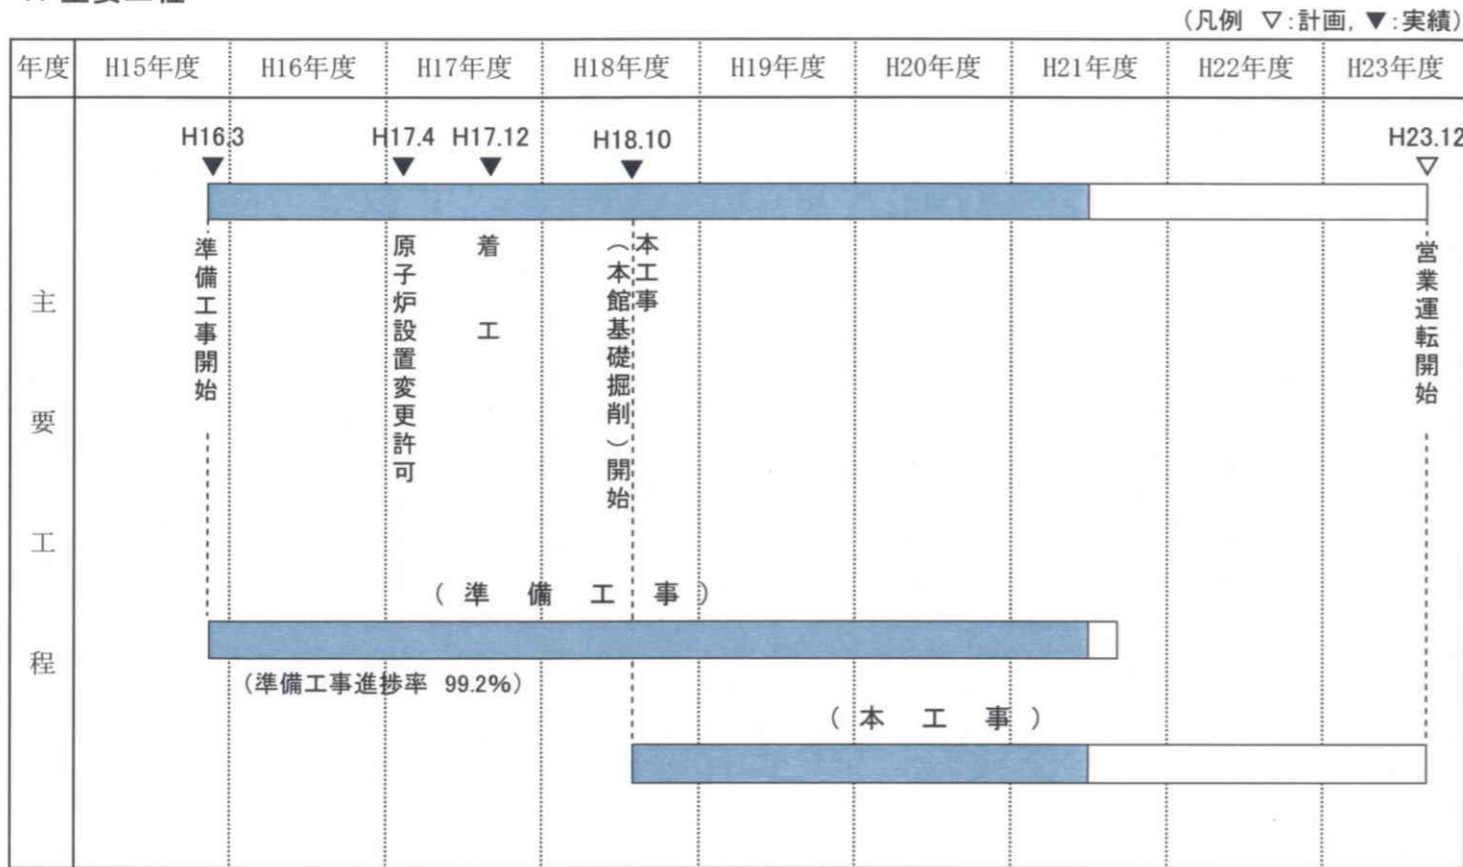 (凡例 ▽:計画, ▼:実績)
年度 H15年度 H16年度 H17年度 H18年度 H19年度 H20年度 H21年度 H22年度 H23年度
主要工程
H16.3 H17.4 H17.12 H18.10 H23.12
▼ ▼ ▼ ▼ ▽
準備工事開始
原子炉設置変更許可
着工
本工事
(本館基礎掘削)開始
営業運転開始
(準備工事)
(準備工事進捗率 99.2%)
(本工事)